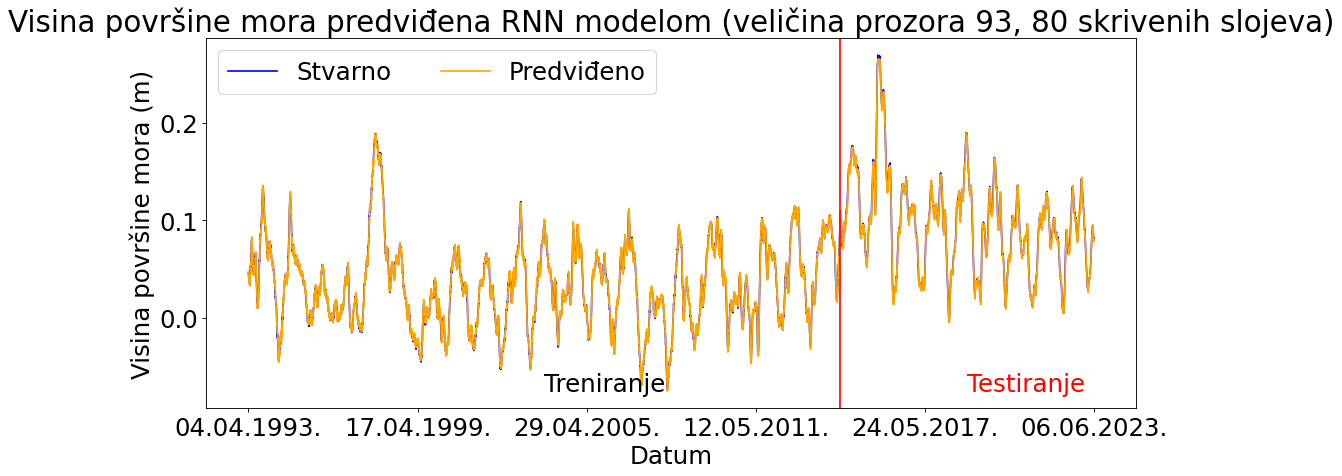 Visina površine mora predviđena RNN modelom (veličina prozora 93, 80 skrivenih slojeva)
Stvarno
Predviđeno
Visina površine mora (m)
0.2
0.1
0.0
Treniranje
Testiranje
04.04.1993.
17.04.1999.
29.04.2005.
12.05.2011.
24.05.2017.
06.06.2023.
Datum